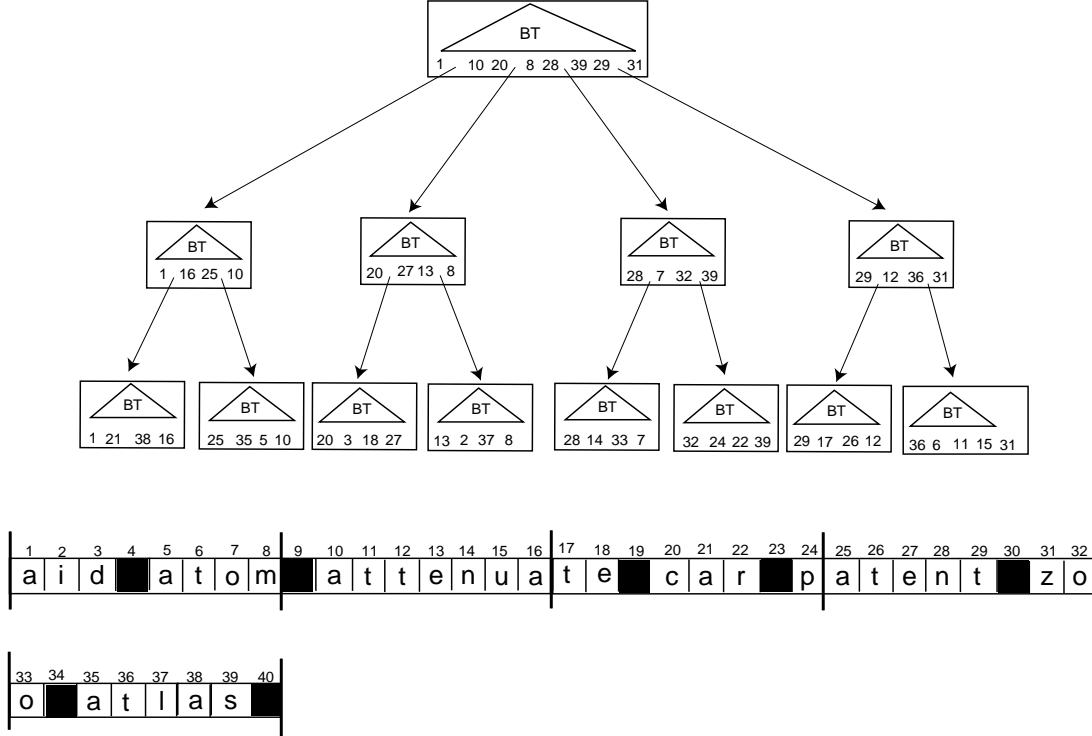 BT
1 10 20 8 28 39 29 31
BT BT BT BT
1 16 25 10 20 27 13 8 28 7 32 39 29 12 36 31
BT BT BT BT BT BT BT BT
1 21 38 16 25 35 5 10 20 3 18 27 13 2 37 8 28 14 33 7 32 24 22 39 29 17 26 12 36 6 11 15 31
1 2 3 4 5 6 7 8 9 10 11 12 13 14 15 16 17 18 19 20 21 22 23 24 25 26 27 28 29 30 31 32
a i d a t o m a t t e n u a t e c a r p a t e n t z o
33 34 35 36 37 38 39 40
o a t l a s